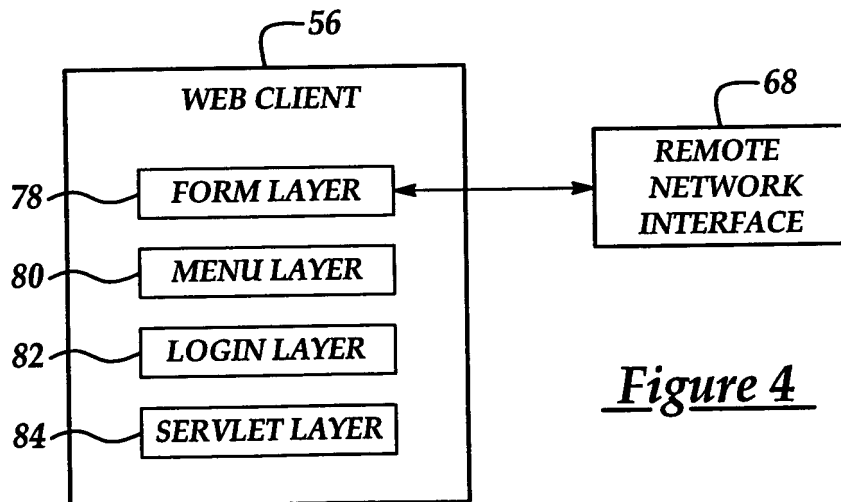 56
WEB CLIENT
68
REMOTE
NETWORK
INTERFACE
78
FORM LAYER
80
MENU LAYER
82
LOGIN LAYER
84
SERVLET LAYER
Figure 4